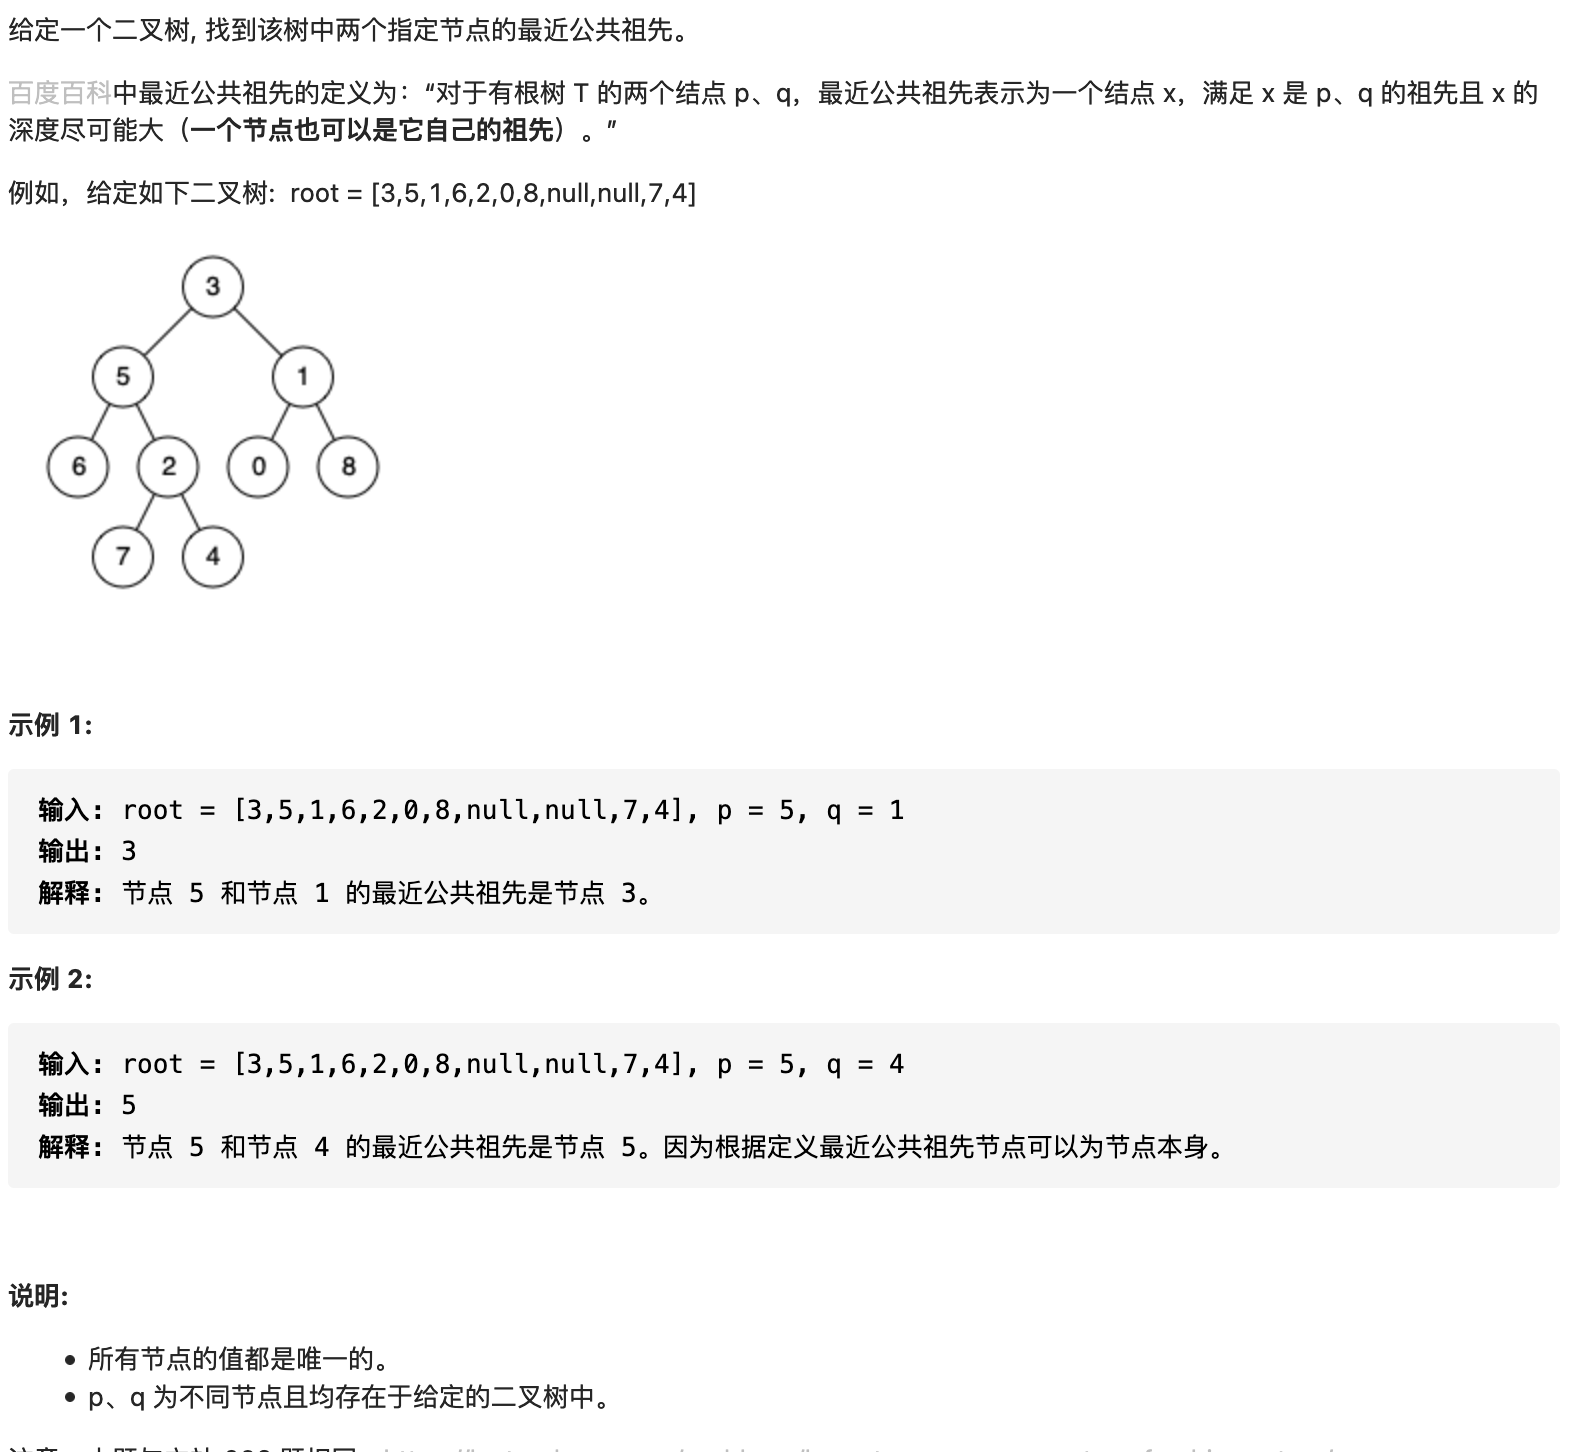 给定一个二叉树, 找到该树中两个指定节点的最近公共祖先。
百度百科中最近公共祖先的定义为：“对于有根树 T 的两个结点 p、q，最近公共祖先表示为一个结点 x，满足 x 是 p、q 的祖先且 x 的
深度尽可能大（一个节点也可以是它自己的祖先）。”
例如，给定如下二叉树:  root = [3,5,1,6,2,0,8,null,null,7,4]
3
5 1
6 2 0 8
7 4
示例 1:
输入: root = [3,5,1,6,2,0,8,null,null,7,4], p = 5, q = 1
输出: 3
解释: 节点 5 和节点 1 的最近公共祖先是节点 3。
示例 2:
输入: root = [3,5,1,6,2,0,8,null,null,7,4], p = 5, q = 4
输出: 5
解释: 节点 5 和节点 4 的最近公共祖先是节点 5。因为根据定义最近公共祖先节点可以为节点本身。
说明:
所有节点的值都是唯一的。
p、q 为不同节点且均存在于给定的二叉树中。